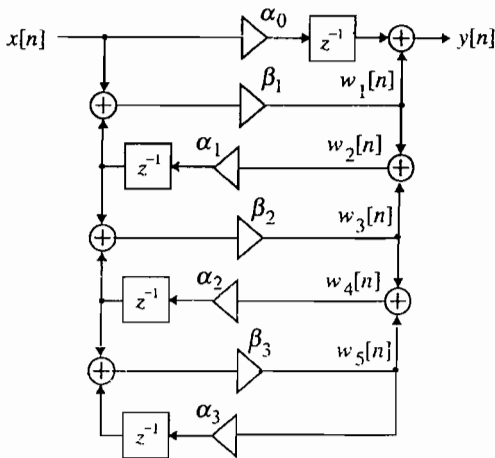 α₀
x[n] z⁻¹ + y[n]
β₁ w₁[n]
+
α₁ w₂[n]
z⁻¹ +
β₂ w₃[n]
+
α₂ w₄[n]
z⁻¹ +
β₃ w₅[n]
+
α₃
z⁻¹